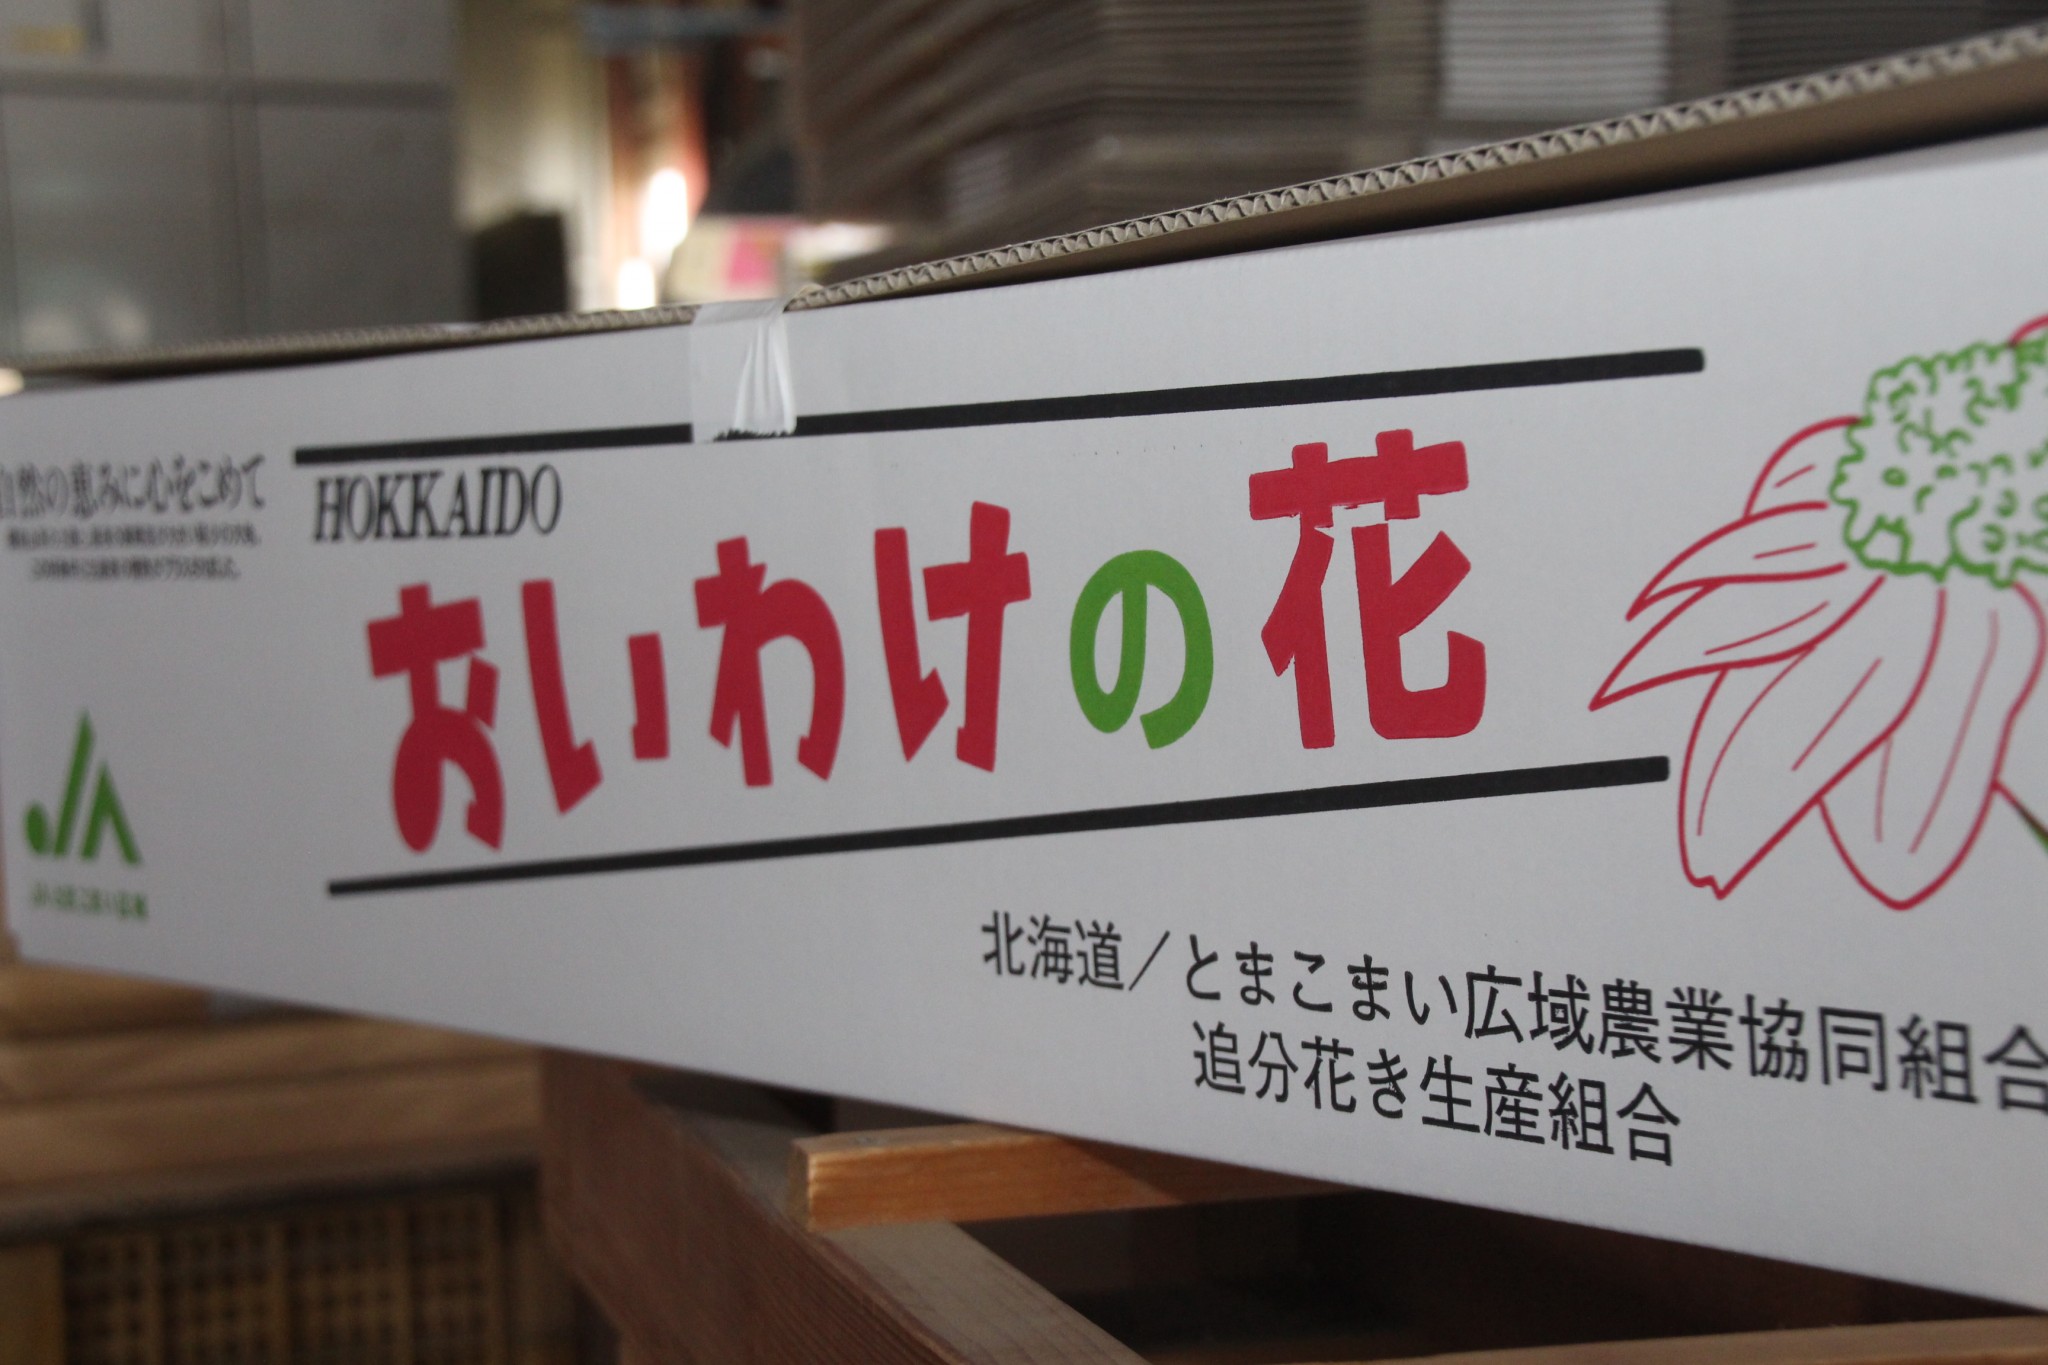 自然の恵みに心をこめて
HOKKAIDO
おいわけの花
JA
北海道/とまこまい広域農業協同組合
追分花き生産組合